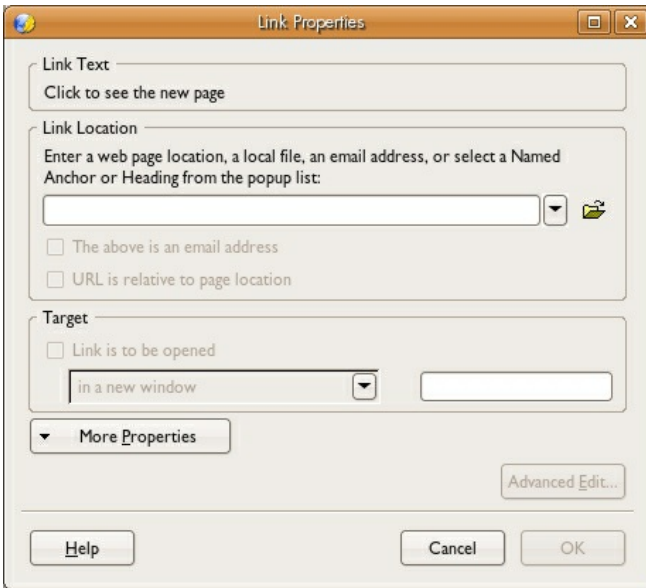 Link Properties
Link Text
Click to see the new page
Link Location
Enter a web page location, a local file, an email address, or select a Named
Anchor or Heading from the popup list:
The above is an email address
URL is relative to page location
Target
Link is to be opened
in a new window
More Properties
Advanced Edit...
Help
Cancel
OK